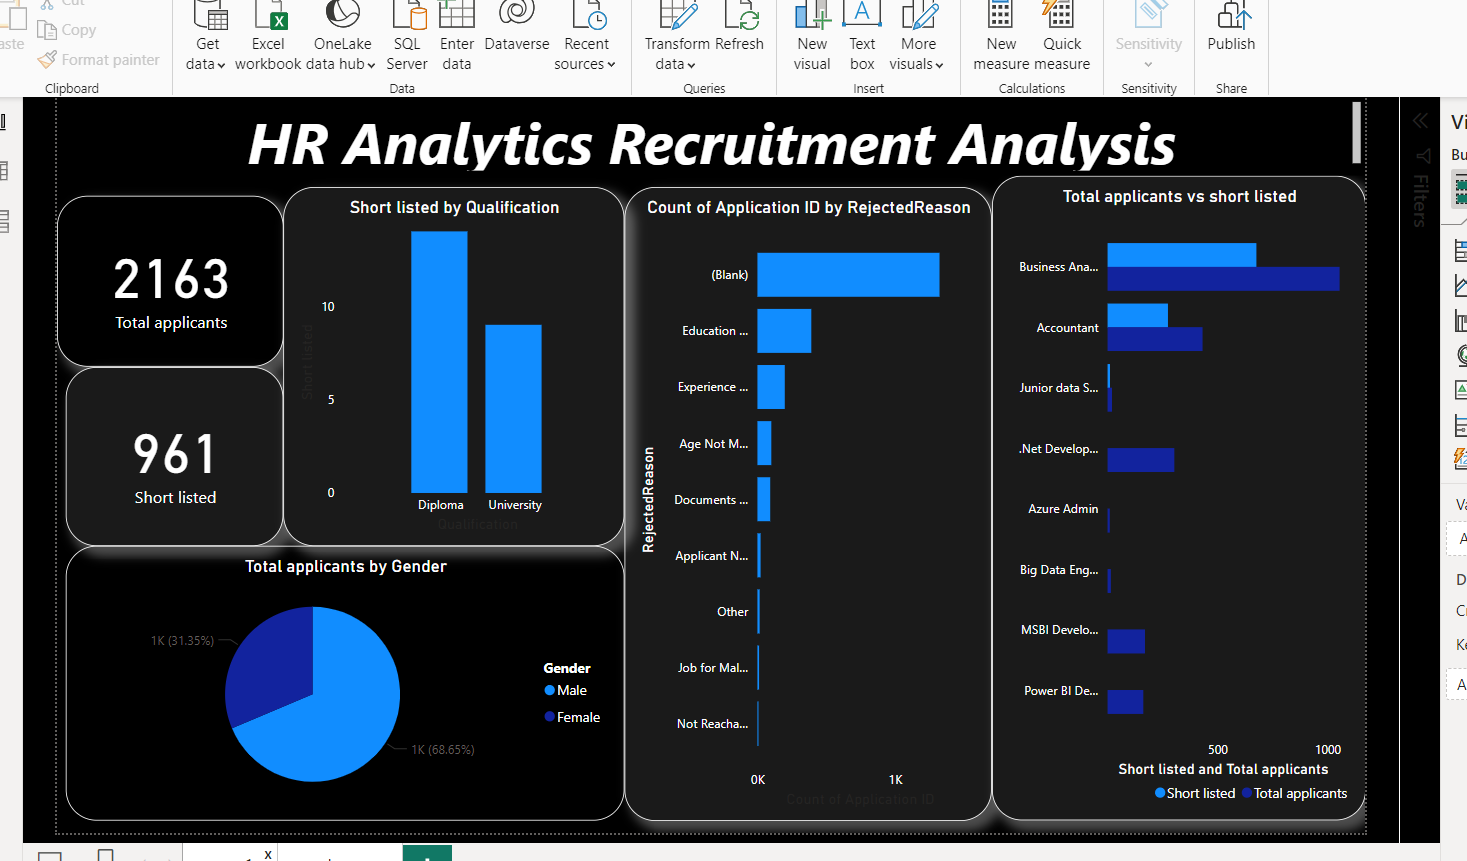 Cut
Copy
Format painter
Clipboard
Get data
Excel workbook
OneLake data hub
SQL Server
Enter data
Dataverse
Recent sources
Data
Transform data
Refresh
Queries
New visual
Text box
More visuals
Insert
New measure
Quick measure
Calculations
Sensitivity
Sensitivity
Publish
Share
HR Analytics Recruitment Analysis
2163
Total applicants
961
Short listed
Short listed by Qualification
Short listed
10
5
0
Diploma
University
Qualification
Total applicants by Gender
1K (31.35%)
1K (68.65%)
Gender
Male
Female
Count of Application ID by RejectedReason
RejectedReason
(Blank)
Education ...
Experience ...
Age Not M...
Documents ...
Applicant N...
Other
Job for Mal...
Not Reacha...
0K
1K
Count of Application ID
Total applicants vs short listed
Business Ana...
Accountant
Junior data S...
.Net Develop...
Azure Admin
Big Data Eng...
MSBI Develo...
Power BI De...
500
1000
Short listed and Total applicants
Short listed
Total applicants
Filters
Vi
Bu